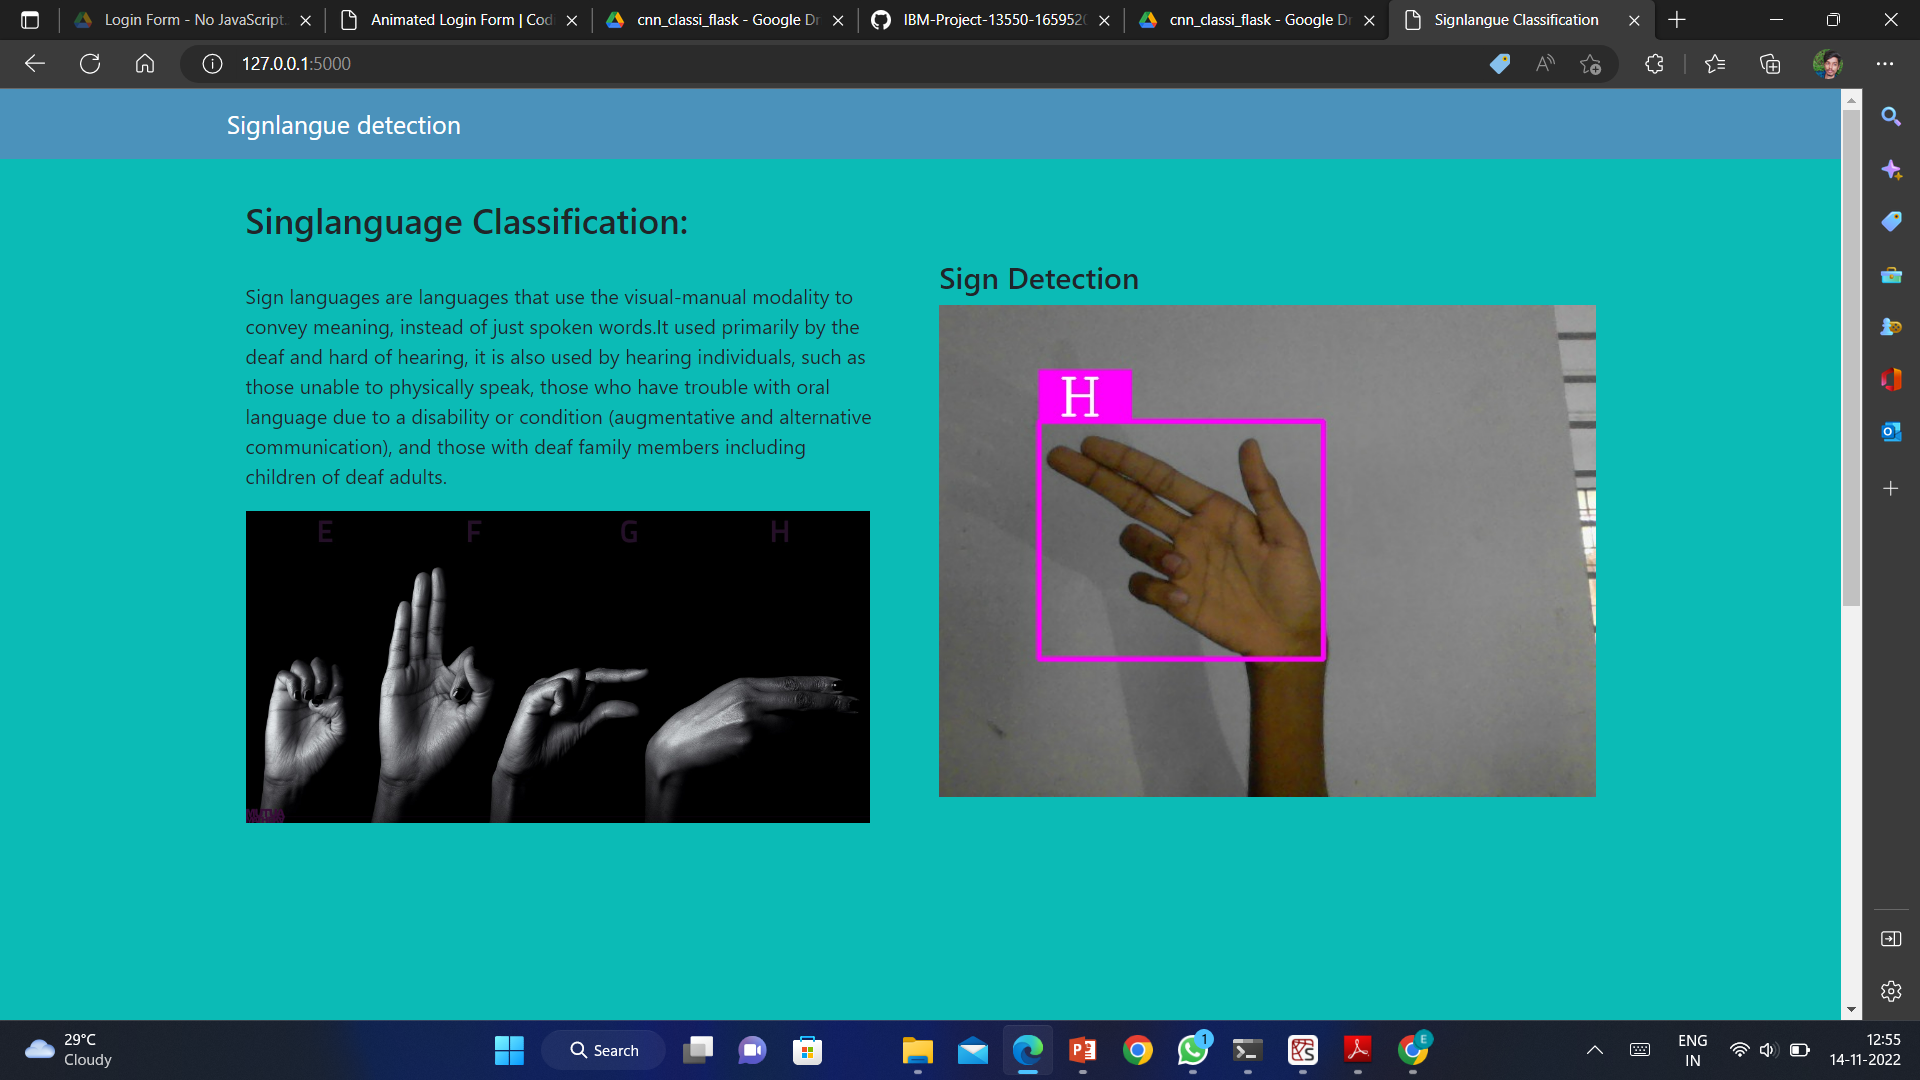 Login Form - No JavaScript
Animated Login Form | Codi
cnn_classi_flask - Google Dr
IBM-Project-13550-1659520
cnn_classi_flask - Google Dr
Signlangue Classification
127.0.0.1:5000
Signlangue detection
Singlanguage Classification:
Sign languages are languages that use the visual-manual modality to
convey meaning, instead of just spoken words.It used primarily by the
deaf and hard of hearing, it is also used by hearing individuals, such as
those unable to physically speak, those who have trouble with oral
language due to a disability or condition (augmentative and alternative
communication), and those with deaf family members including
children of deaf adults.
E F G H
Sign Detection
H
29°C
Cloudy
Search
1
E
ENG
IN
12:55
14-11-2022